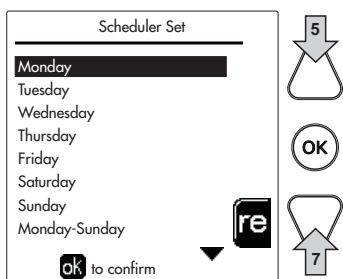 Scheduler Set
Monday
Tuesday
Wednesday
Thursday
Friday
Saturday
Sunday
Monday-Sunday
re
ok to confirm
5
OK
7